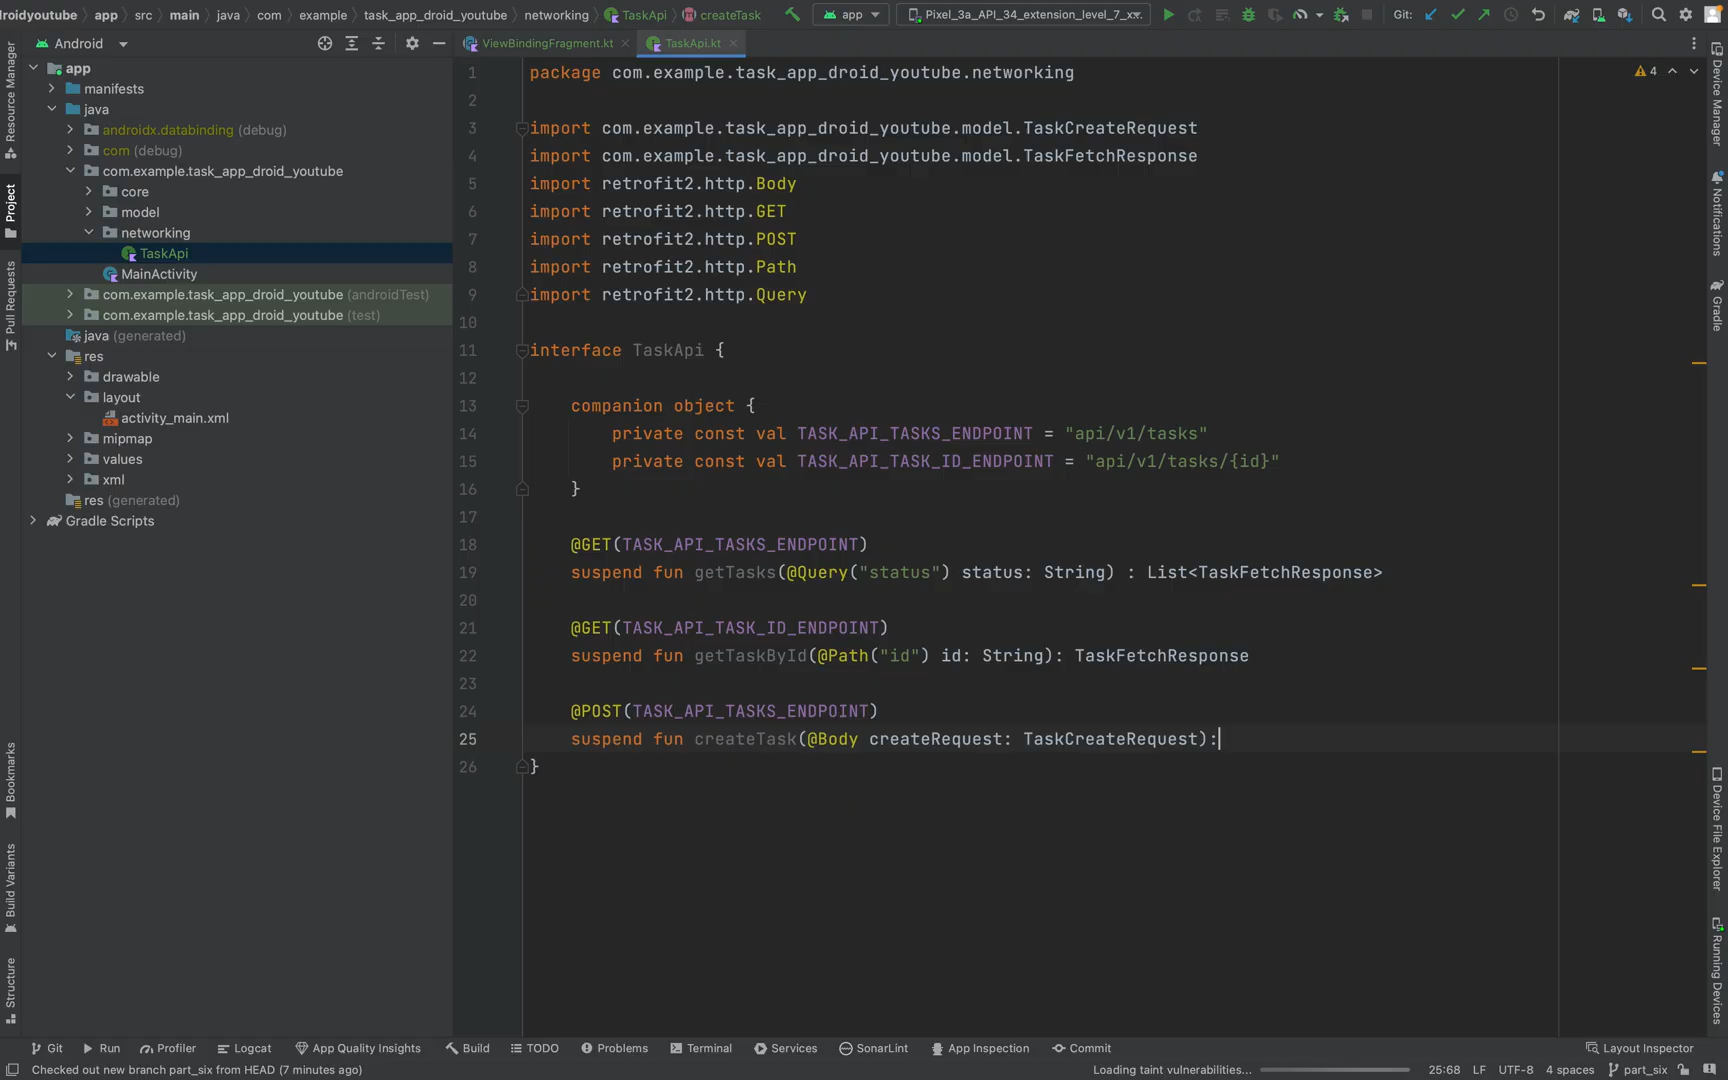 droidyoutube app src main java com example task_app_droid_youtube networking TaskApi createTask app Pixel_3a_API_34_extension_level_7_x… Git:
Android
ViewBindingFragment.kt
TaskApi.kt
app
manifests
java
androidx.databinding (debug)
com (debug)
com.example.task_app_droid_youtube
core
model
networking
TaskApi
MainActivity
com.example.task_app_droid_youtube (androidTest)
com.example.task_app_droid_youtube (test)
java (generated)
res
drawable
layout
activity_main.xml
mipmap
values
xml
res (generated)
Gradle Scripts
Resource Manager
Project
Pull Requests
Bookmarks
Build Variants
Structure
1 package com.example.task_app_droid_youtube.networking
2
3 import com.example.task_app_droid_youtube.model.TaskCreateRequest
4 import com.example.task_app_droid_youtube.model.TaskFetchResponse
5 import retrofit2.http.Body
6 import retrofit2.http.GET
7 import retrofit2.http.POST
8 import retrofit2.http.Path
9 import retrofit2.http.Query
10
11 interface TaskApi {
12
13 companion object {
14 private const val TASK_API_TASKS_ENDPOINT = "api/v1/tasks"
15 private const val TASK_API_TASK_ID_ENDPOINT = "api/v1/tasks/{id}"
16 }
17
18 @GET(TASK_API_TASKS_ENDPOINT)
19 suspend fun getTasks(@Query("status") status: String) : List<TaskFetchResponse>
20
21 @GET(TASK_API_TASK_ID_ENDPOINT)
22 suspend fun getTaskById(@Path("id") id: String): TaskFetchResponse
23
24 @POST(TASK_API_TASKS_ENDPOINT)
25 suspend fun createTask(@Body createRequest: TaskCreateRequest):
26 }
4
Device Manager
Notifications
Gradle
Device File Explorer
Running Devices
Git Run Profiler Logcat App Quality Insights Build TODO Problems Terminal Services SonarLint App Inspection Commit Layout Inspector
Checked out new branch part_six from HEAD (7 minutes ago) Loading taint vulnerabilities... 25:68 LF UTF-8 4 spaces part_six